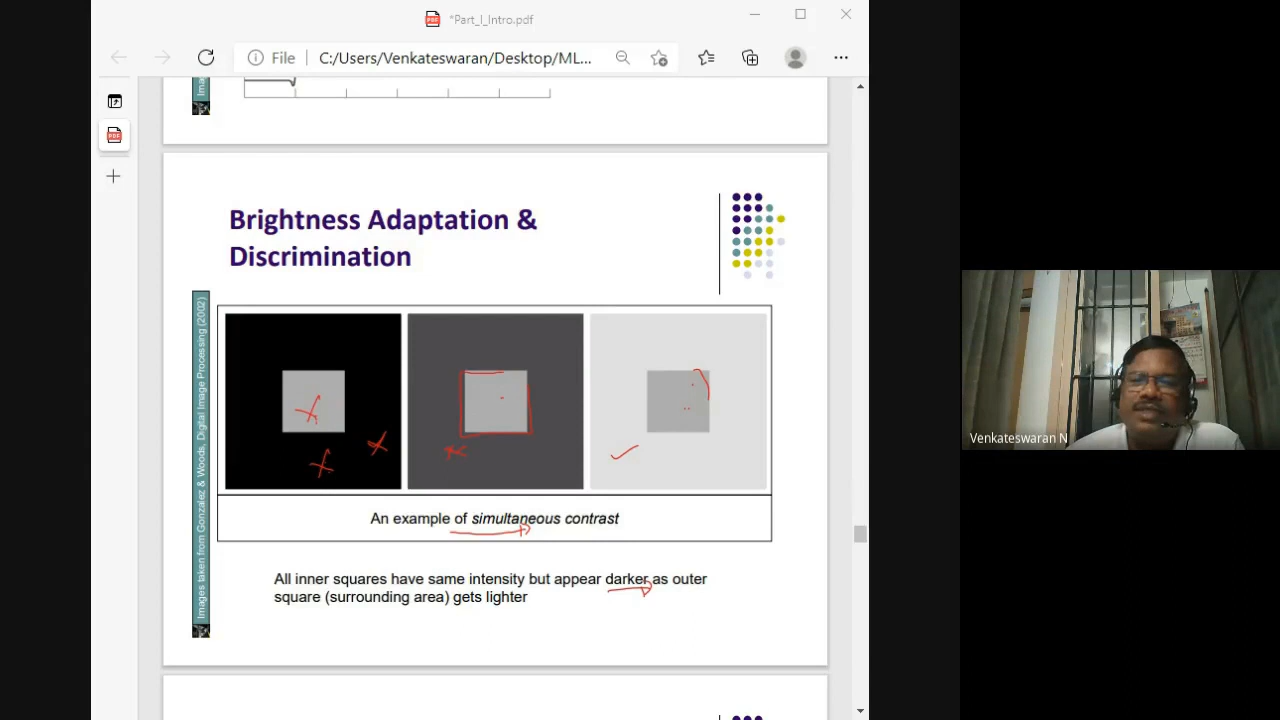 *Part_I_Intro.pdf
File
C:/Users/Venkateswaran/Desktop/ML...
Ima
Brightness Adaptation &
Discrimination
Images taken from Gonzalez & Woods, Digital Image Processing (2002)
An example of simultaneous contrast
All inner squares have same intensity but appear darker as outer
square (surrounding area) gets lighter
Venkateswaran N